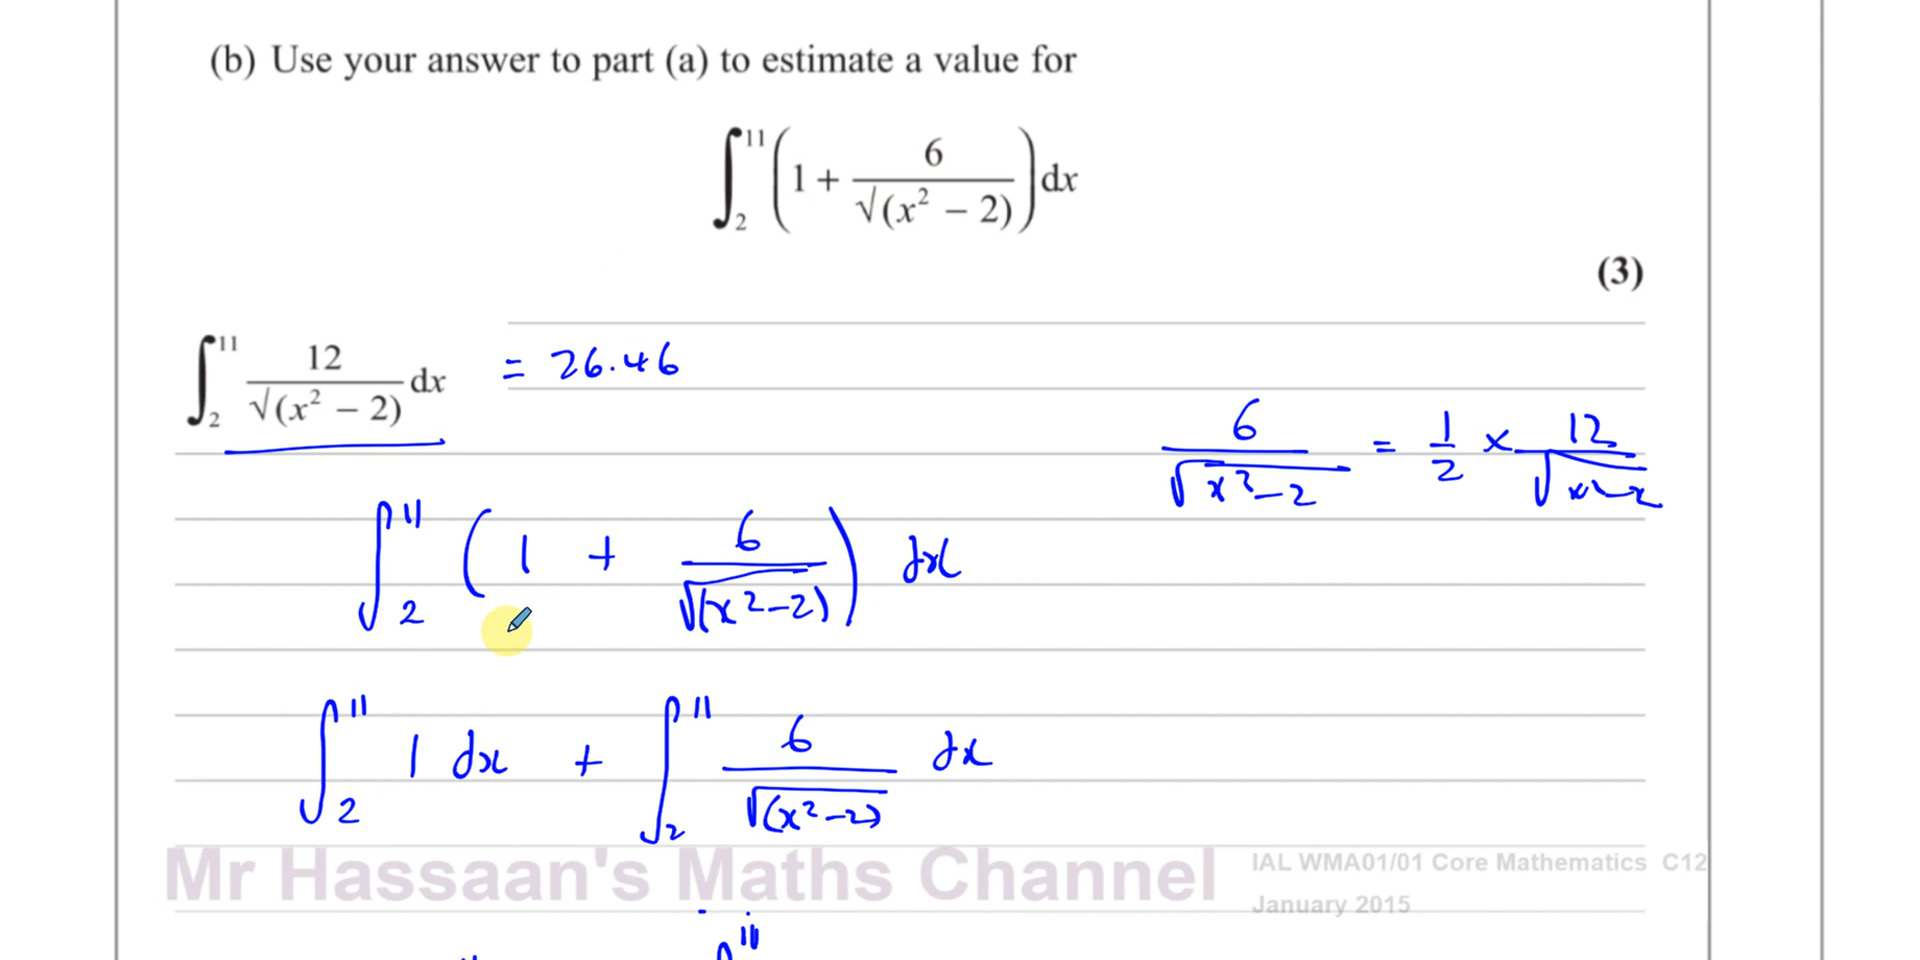 (b) Use your answer to part (a) to estimate a value for
∫₂¹¹ (1 + 6/√(x² − 2)) dx
(3)
∫₂¹¹ 12/√(x² − 2) dx = 26.46
6/√(x²−2) = 1/2 × 12/√(x²−2)
∫₂¹¹ (1 + 6/√(x²−2)) dx
∫₂¹¹ 1 dx + ∫₂¹¹ 6/√(x²−2) dx
Mr Hassaan's Maths Channel
IAL WMA01/01 Core Mathematics C12
January 2015